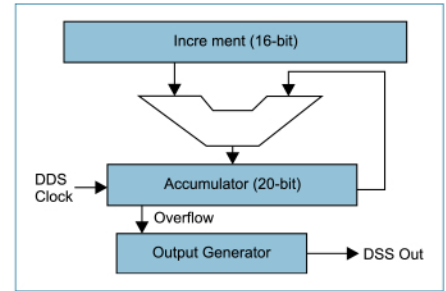 Incre ment (16-bit)
DDS
Clock
Accumulator (20-bit)
Overflow
Output Generator
DSS Out